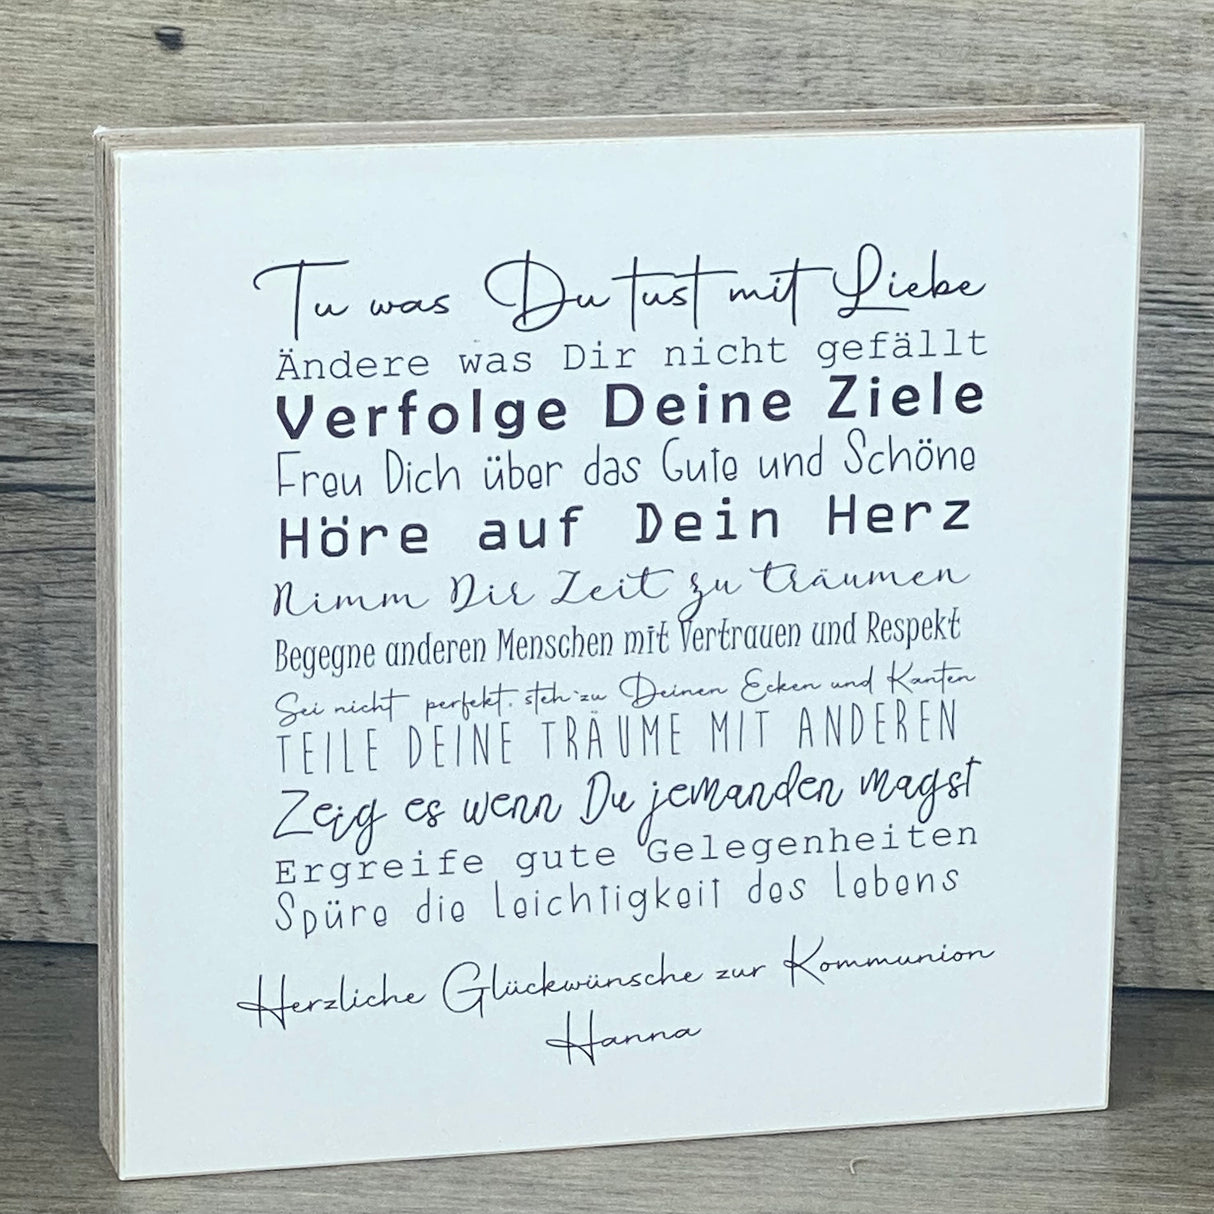 Tu was Du tust mit Liebe
Ändere was Dir nicht gefällt
Verfolge Deine Ziele
Freu Dich über das Gute und Schöne
Höre auf Dein Herz
Nimm Dir Zeit zu träumen
Begegne anderen Menschen mit Vertrauen und Respekt
Sei nicht perfekt. steh zu Deinen Ecken und Kanten
TEILE DEINE TRÄUME MIT ANDEREN
Zeig es wenn Du jemanden magst
Ergreife gute Gelegenheiten
Spüre die Leichtigkeit des Lebens
Herzliche Glückwünsche zur Kommunion
Hanna